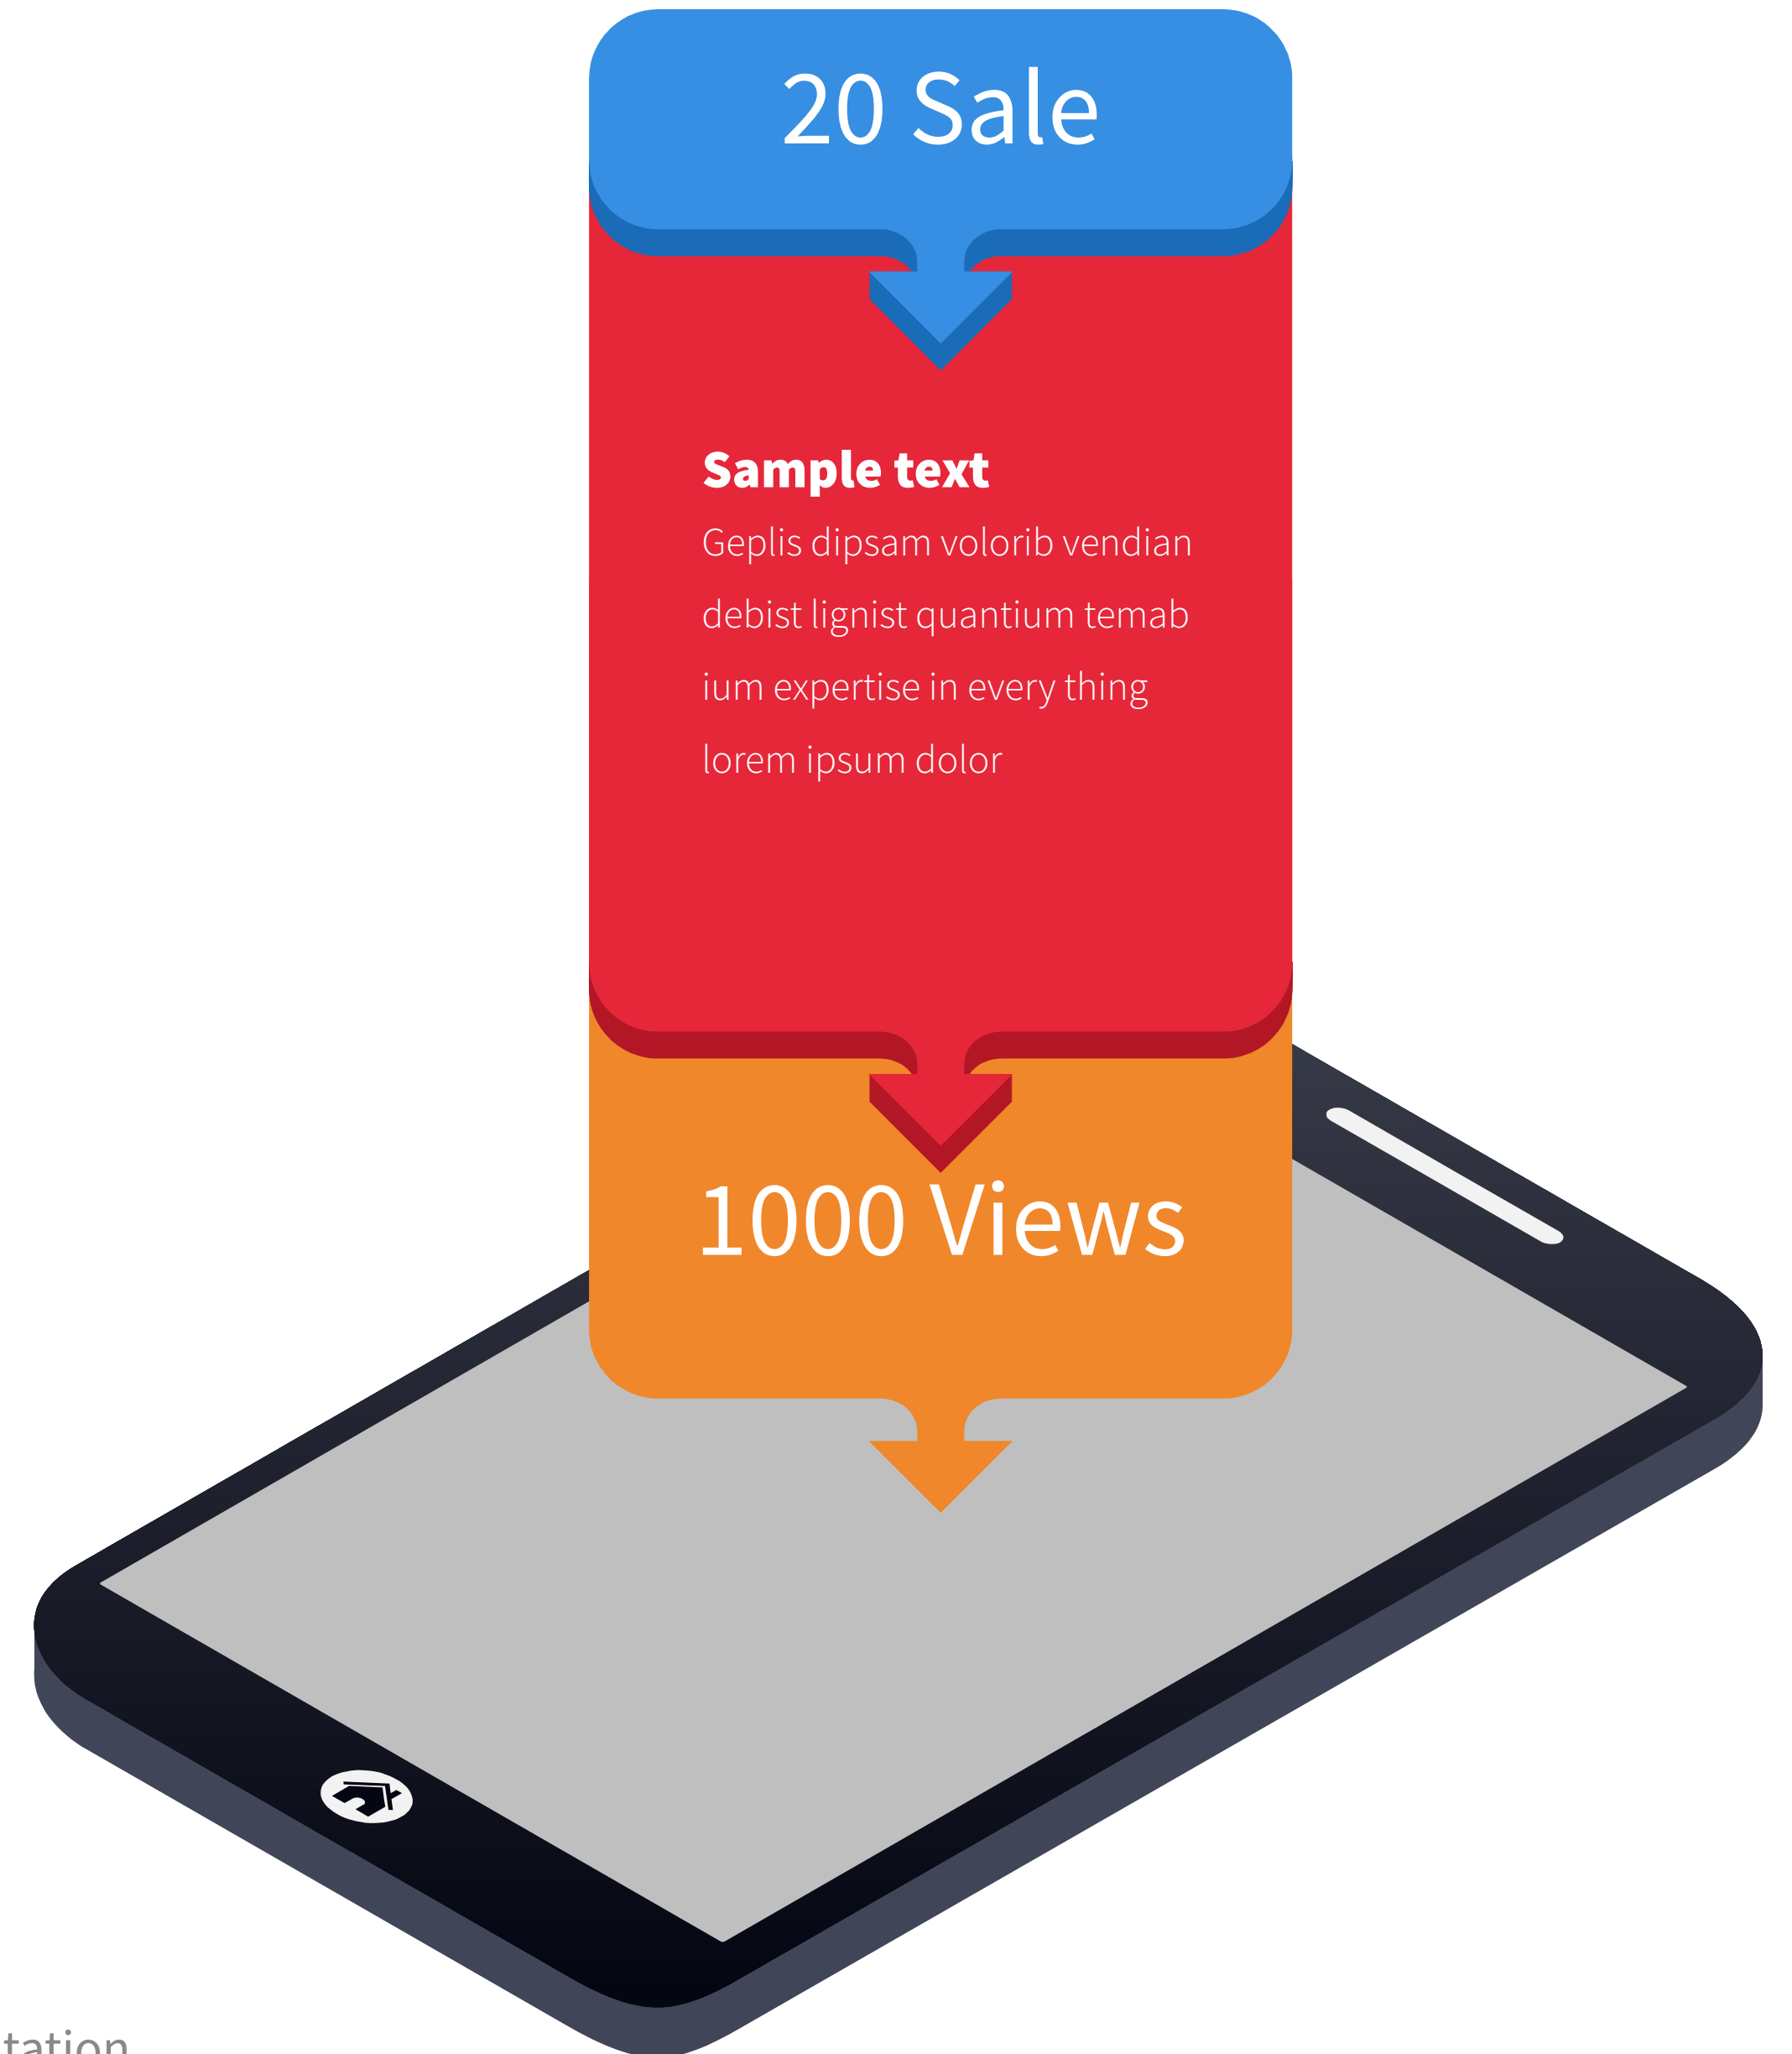 20 Sale
Sample text
Geplis dipsam volorib vendian
debist lignist quantium temab
ium expertise in every thing
lorem ipsum dolor
1000 Views
tation